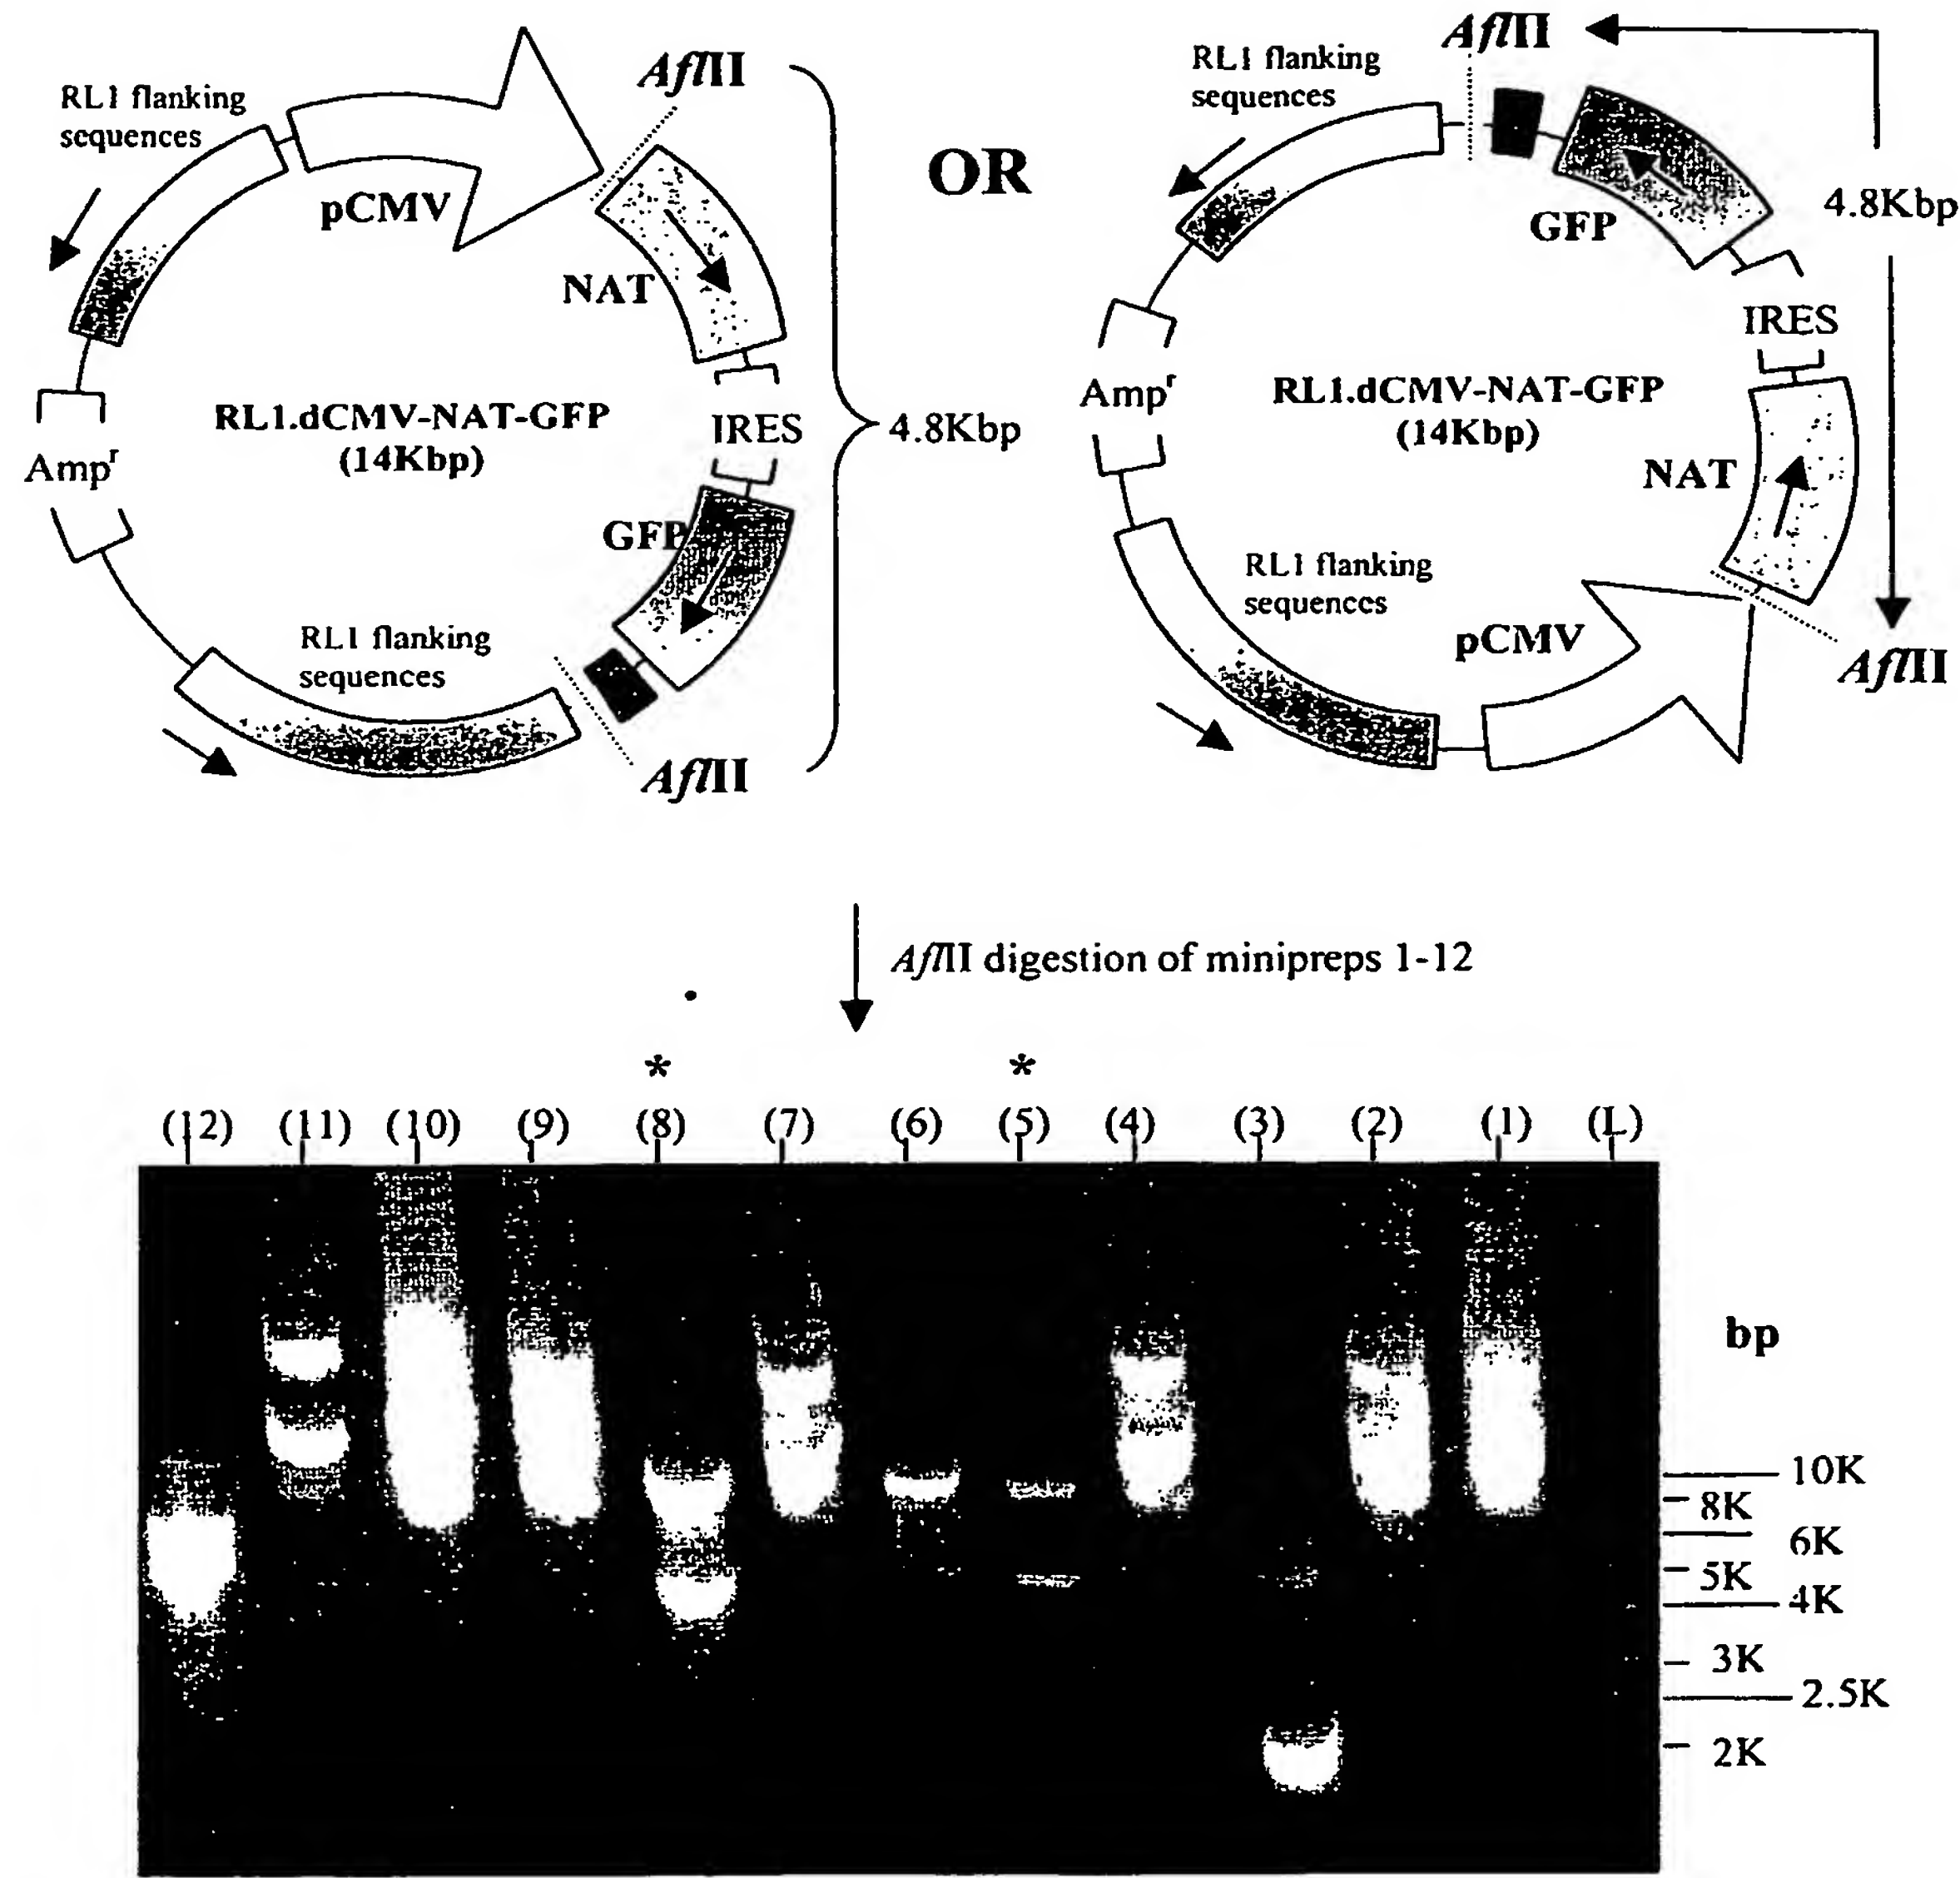 AflII
RL1 flanking
sequences
pCMV
NAT
RL1.dCMV-NAT-GFP
(14Kbp)
IRES
4.8Kbp
Ampr
GFP
RL1 flanking
sequences
AflII
OR
AflII
RL1 flanking
sequences
GFP
4.8Kbp
IRES
Ampr
RL1.dCMV-NAT-GFP
(14Kbp)
NAT
RL1 flanking
sequences
pCMV
AflII
AflII digestion of minipreps 1-12
* *
(12) (11) (10) (9) (8) (7) (6) (5) (4) (3) (2) (1) (L)
bp
10K
8K
6K
5K
4K
3K
2.5K
2K